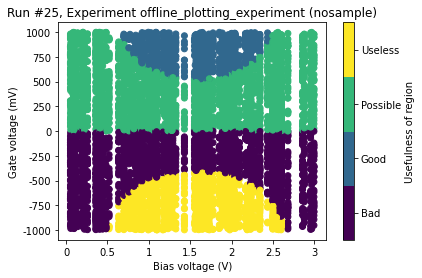 Run #25, Experiment offline_plotting_experiment (nosample)
1000
750
500
250
0
-250
-500
-750
-1000
Gate voltage (mV)
0
0.5
1
1.5
2
2.5
3
Bias voltage (V)
Useless
Possible
Good
Bad
Usefulness of region